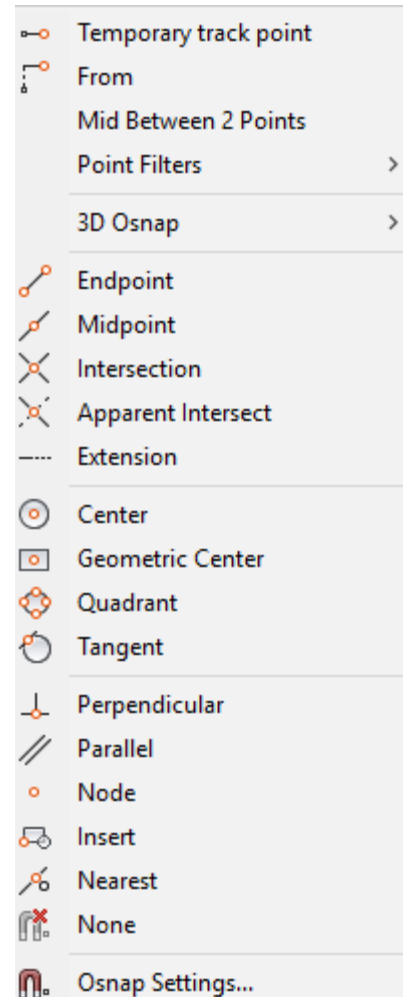 Temporary track point
From
Mid Between 2 Points
Point Filters
3D Osnap
Endpoint
Midpoint
Intersection
Apparent Intersect
Extension
Center
Geometric Center
Quadrant
Tangent
Perpendicular
Parallel
Node
Insert
Nearest
None
Osnap Settings...